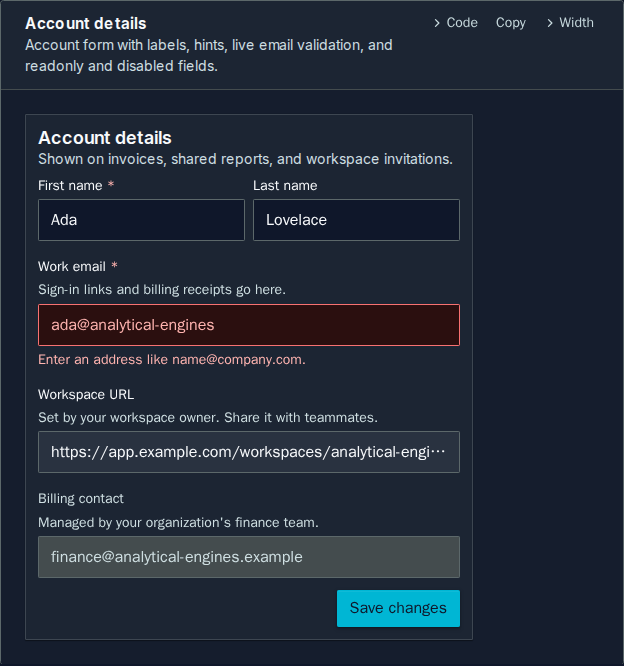 Account details
Code Copy Width
Account form with labels, hints, live email validation, and
readonly and disabled fields.
Account details
Shown on invoices, shared reports, and workspace invitations.
First name *
Last name
Ada
Lovelace
Work email *
Sign-in links and billing receipts go here.
ada@analytical-engines
Enter an address like name@company.com.
Workspace URL
Set by your workspace owner. Share it with teammates.
https://app.example.com/workspaces/analytical-engi⋯
Billing contact
Managed by your organization's finance team.
finance@analytical-engines.example
Save changes